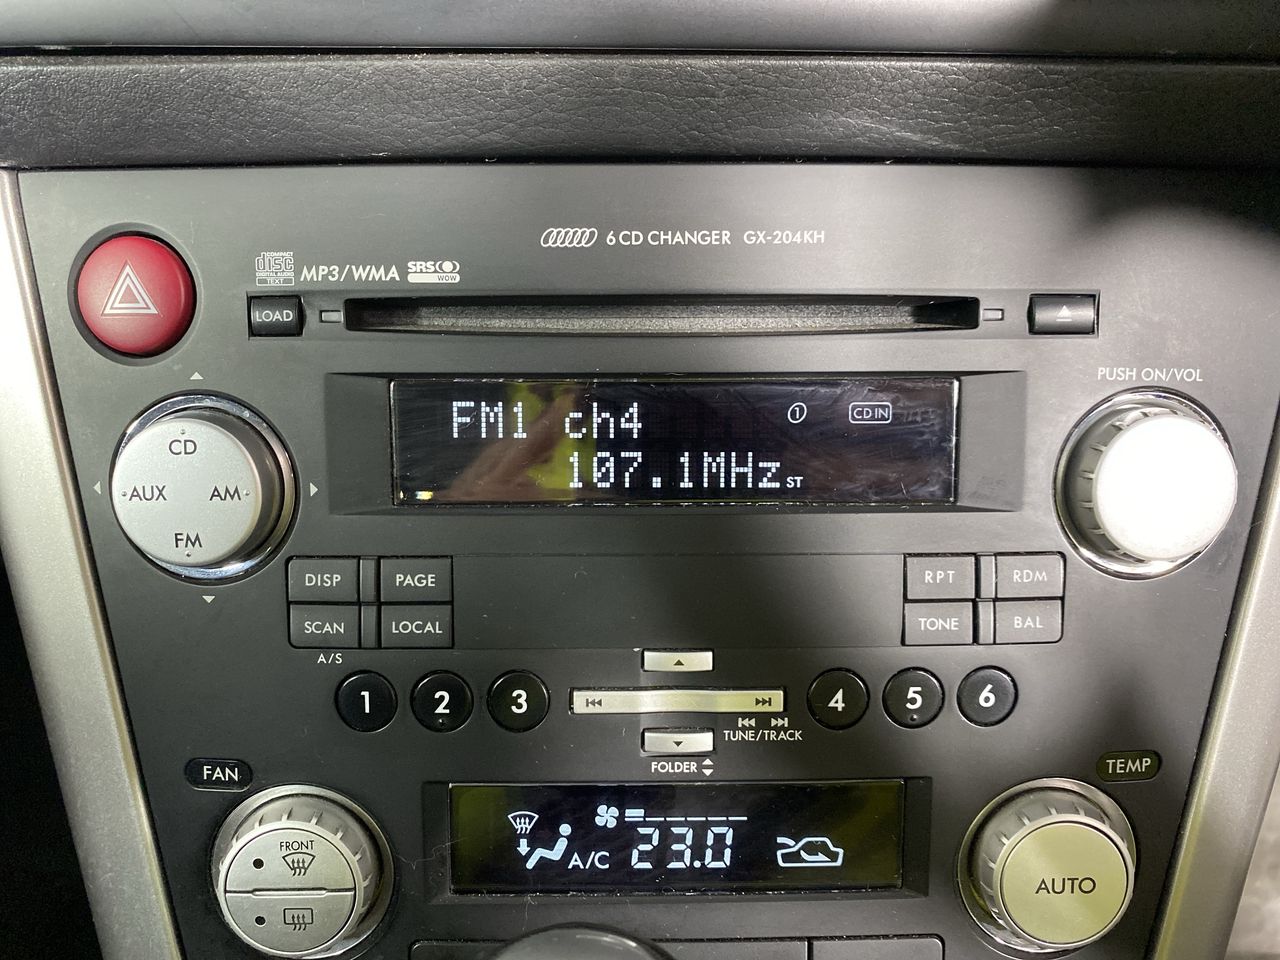 6 CD CHANGER GX-204KH
COMPACT
disc
DIGITAL AUDIO
TEXT
MP3/WMA
SRS
WOW
LOAD
PUSH ON/VOL
FM1 ch4
1
CD IN
107.1MHz ST
CD
AUX
AM
FM
DISP
PAGE
SCAN
LOCAL
A/S
RPT
RDM
TONE
BAL
1
2
3
4
5
6
TUNE/TRACK
FOLDER
FAN
TEMP
A/C
23.0
FRONT
AUTO